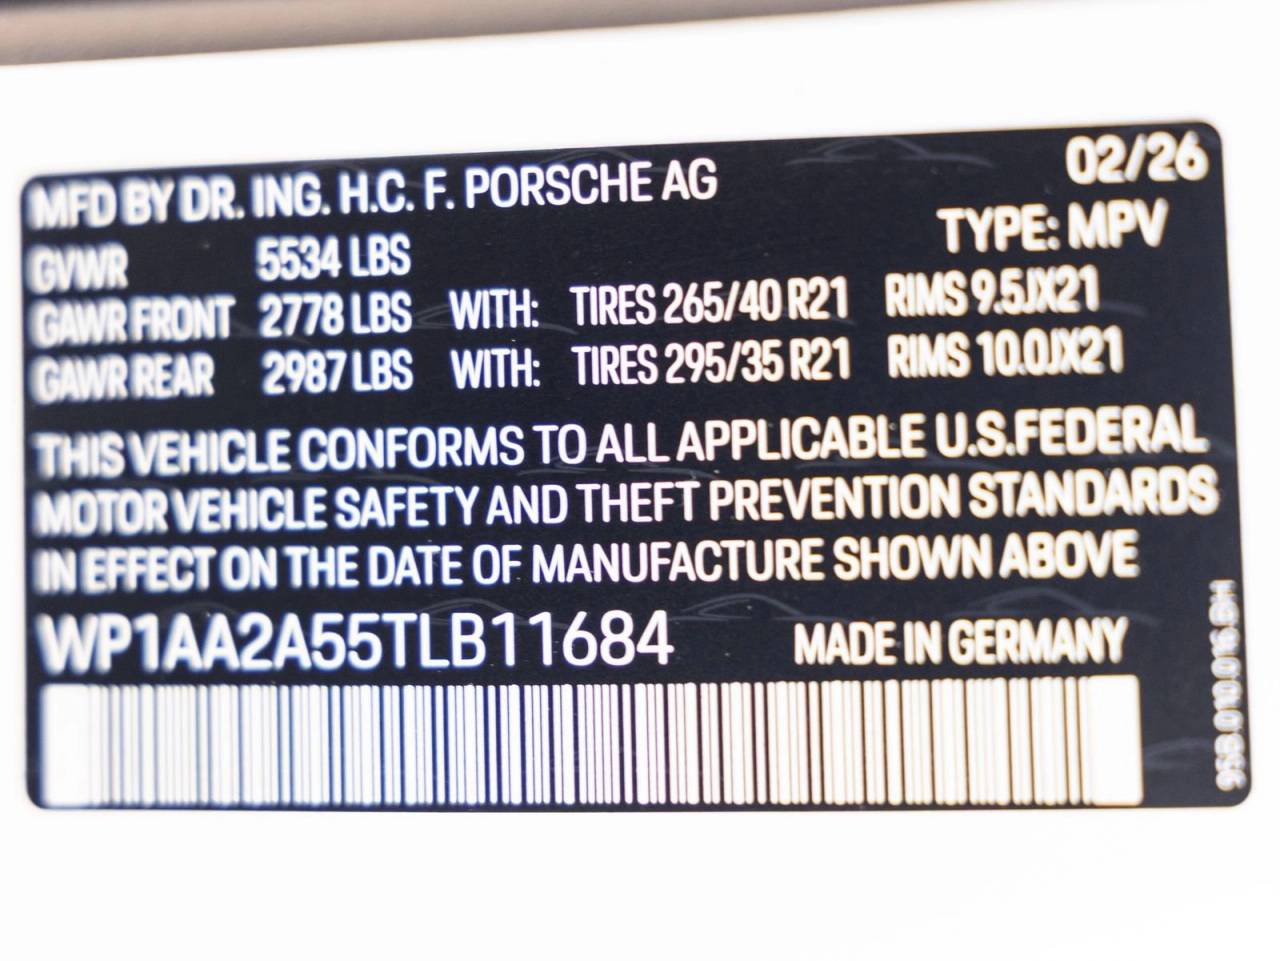 MFD BY DR. ING. H.C. F. PORSCHE AG 02/26
TYPE: MPV
GVWR 5534 LBS
GAWR FRONT 2778 LBS WITH: TIRES 265/40 R21 RIMS 9.5JX21
GAWR REAR 2987 LBS WITH: TIRES 295/35 R21 RIMS 10.0JX21
THIS VEHICLE CONFORMS TO ALL APPLICABLE U.S.FEDERAL
MOTOR VEHICLE SAFETY AND THEFT PREVENTION STANDARDS
IN EFFECT ON THE DATE OF MANUFACTURE SHOWN ABOVE
WP1AA2A55TLB11684 MADE IN GERMANY